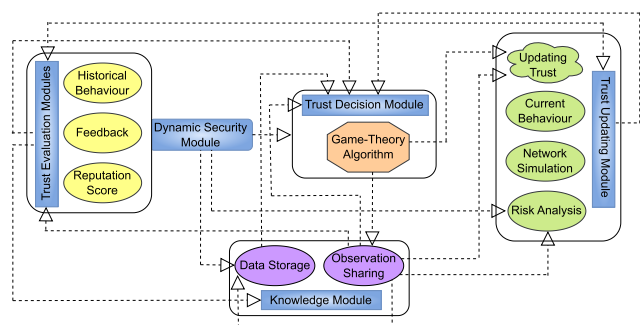 Trust Evaluation Modules
Historical
Behaviour
Feedback
Reputation
Score
Dynamic Security
Module
Trust Decision Module
Game-Theory
Algorithm
Updating
Trust
Current
Behaviour
Network
Simulation
Risk Analysis
Trust Updating Module
Data Storage
Observation
Sharing
Knowledge Module